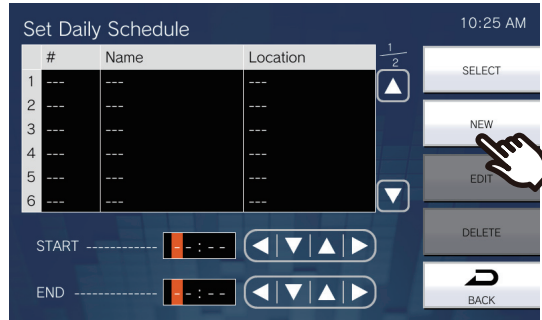 Set Daily Schedule 10:25 AM
# Name Location 1/2
1 --- --- ---
2 --- --- ---
3 --- --- ---
4 --- --- ---
5 --- --- ---
6 --- --- ---
START ------------ - - : - -
END -------------- - - : - -
SELECT
NEW
EDIT
DELETE
BACK